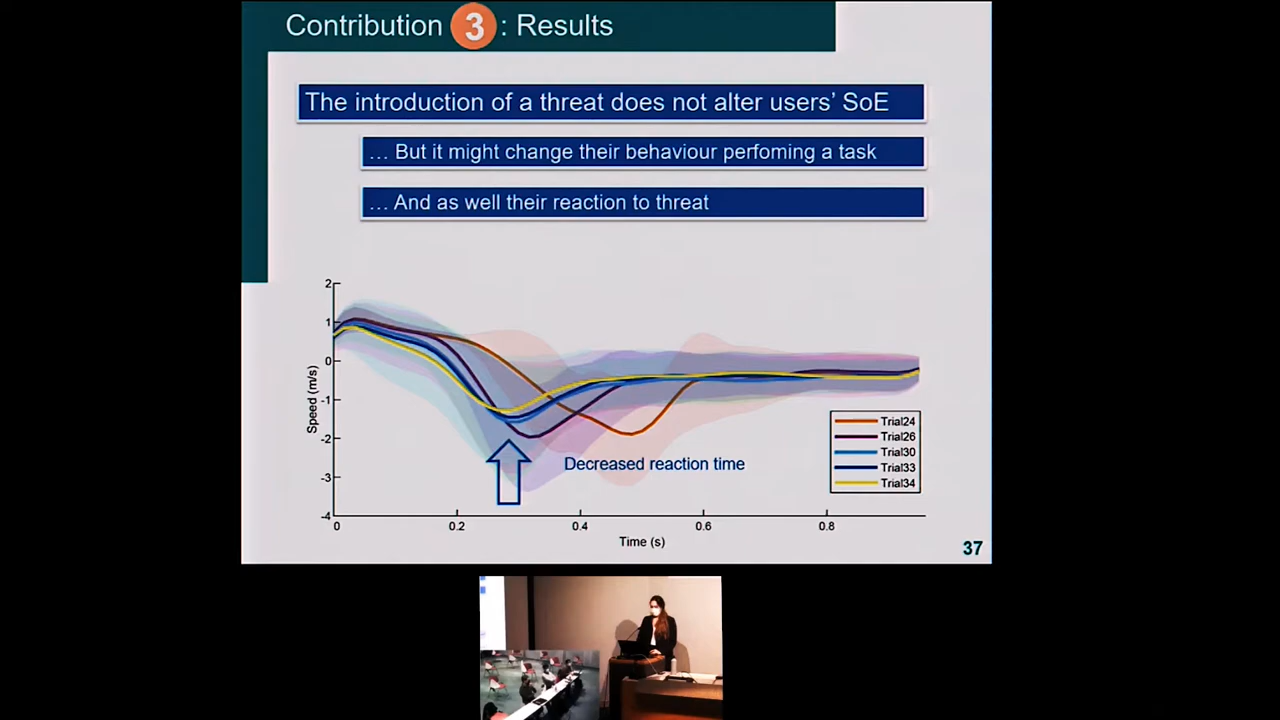 Contribution 3 : Results
The introduction of a threat does not alter users' SoE
... But it might change their behaviour perfoming a task
... And as well their reaction to threat
2
1
0
-1
-2
-3
-4
Speed (m/s)
Decreased reaction time
Trial24
Trial26
Trial30
Trial33
Trial34
0
0.2
0.4
0.6
0.8
Time (s)
37